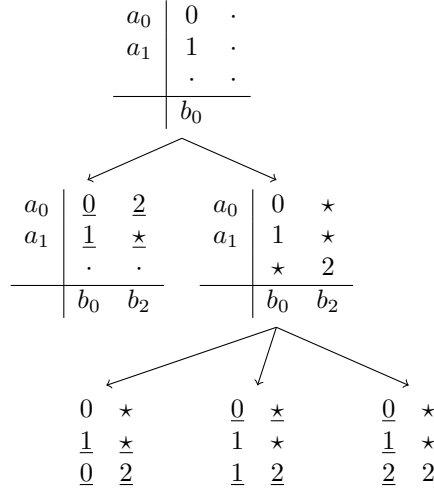 a₀ 0 ·
a₁ 1 ·
· ·
b₀
a₀ 0 2 a₀ 0 ⋆
a₁ 1 ⋆ a₁ 1 ⋆
· · ⋆ 2
b₀ b₂ b₀ b₂
0 ⋆ 0 ⋆ 0 ⋆
1 ⋆ 1 ⋆ 1 ⋆
0 2 1 2 2 2